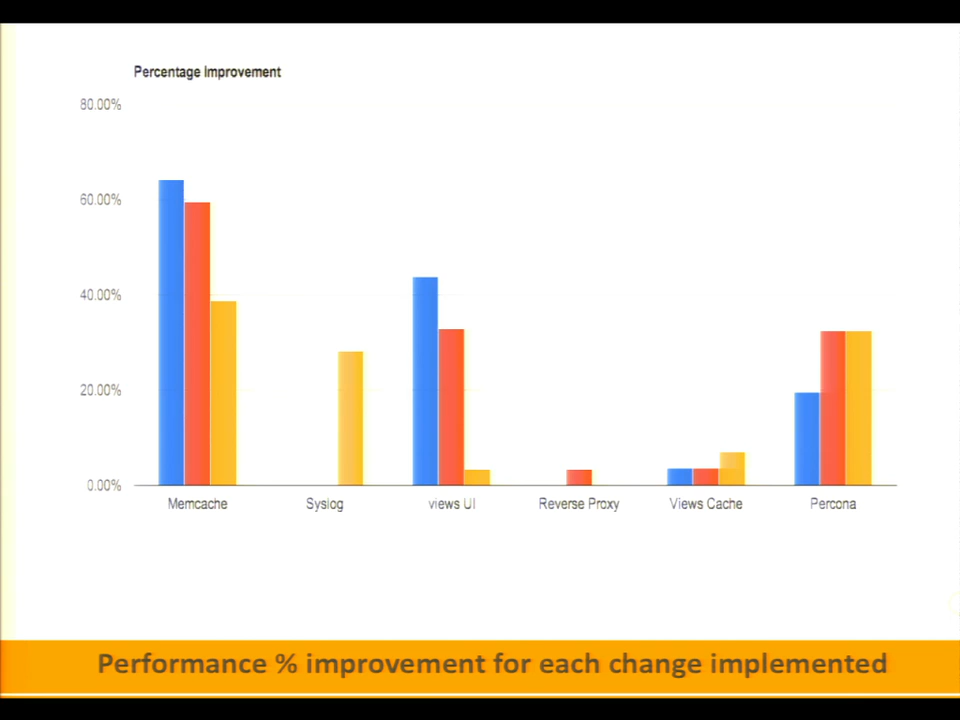 Percentage Improvement
80.00%
60.00%
40.00%
20.00%
0.00%
Memcache Syslog views UI Reverse Proxy Views Cache Percona
Performance % improvement for each change implemented